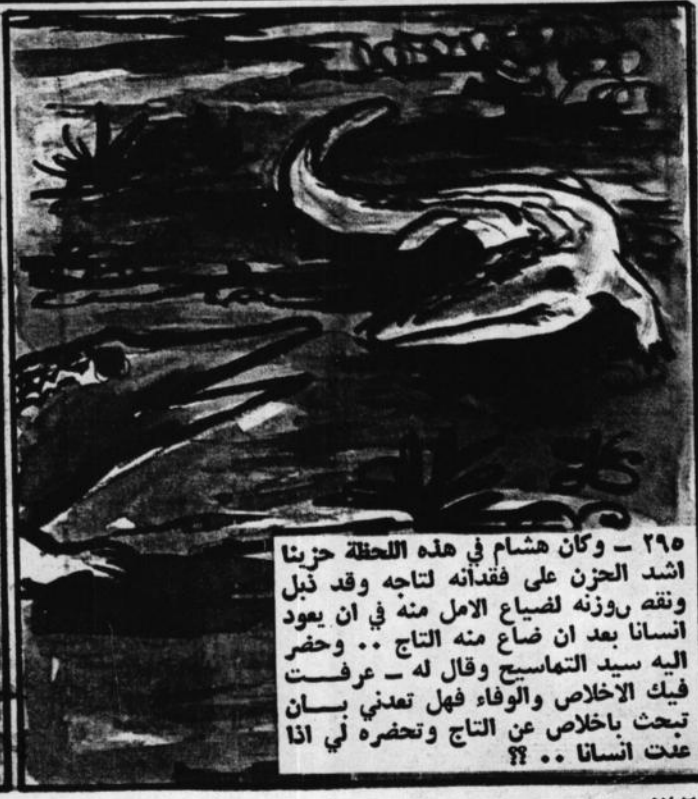 ٢٩٥ ـ وكان هشام في هذه اللحظة حزينا
اشد الحزن على فقدانه لتاجه وقد ذبل
ونقص وزنه لضياع الامل منه في ان يعود
انسانا بعد ان ضاع منه التاج .. وحضر
اليه سيد التماسيح وقال له ـ عرفــــت
فيك الاخلاص والوفاء فهل تعدني بــــان
تبحث باخلاص عن التاج وتحضره لي اذا
عدت انسانا .. ؟؟